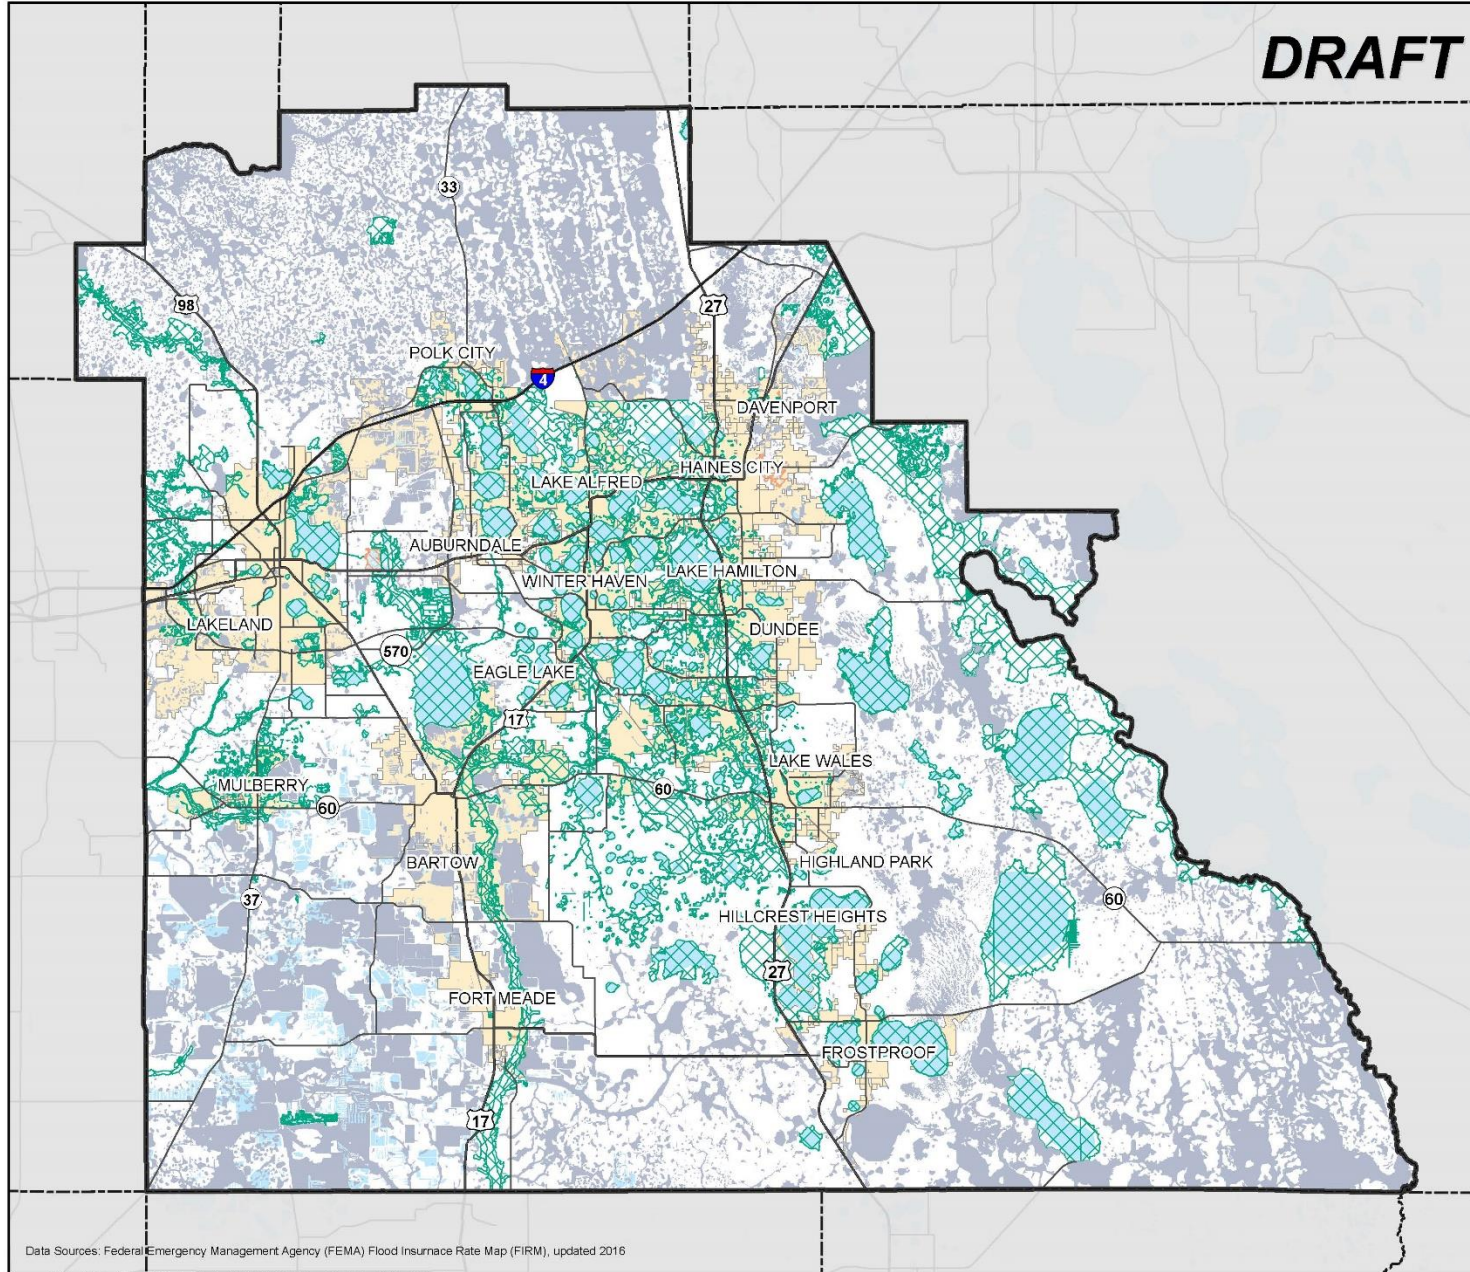 DRAFT
33
98
27
POLK CITY
4
DAVENPORT
HAINES CITY
LAKE ALFRED
AUBURNDALE
LAKE HAMILTON
WINTER HAVEN
LAKELAND
DUNDEE
570
EAGLE LAKE
17
LAKE WALES
MULBERRY
60
60
BARTOW
HIGHLAND PARK
37
60
HILLCREST HEIGHTS
27
FORT MEADE
FROSTPROOF
17
Data Sources: Federal Emergency Management Agency (FEMA) Flood Insurnace Rate Map (FIRM), updated 2016